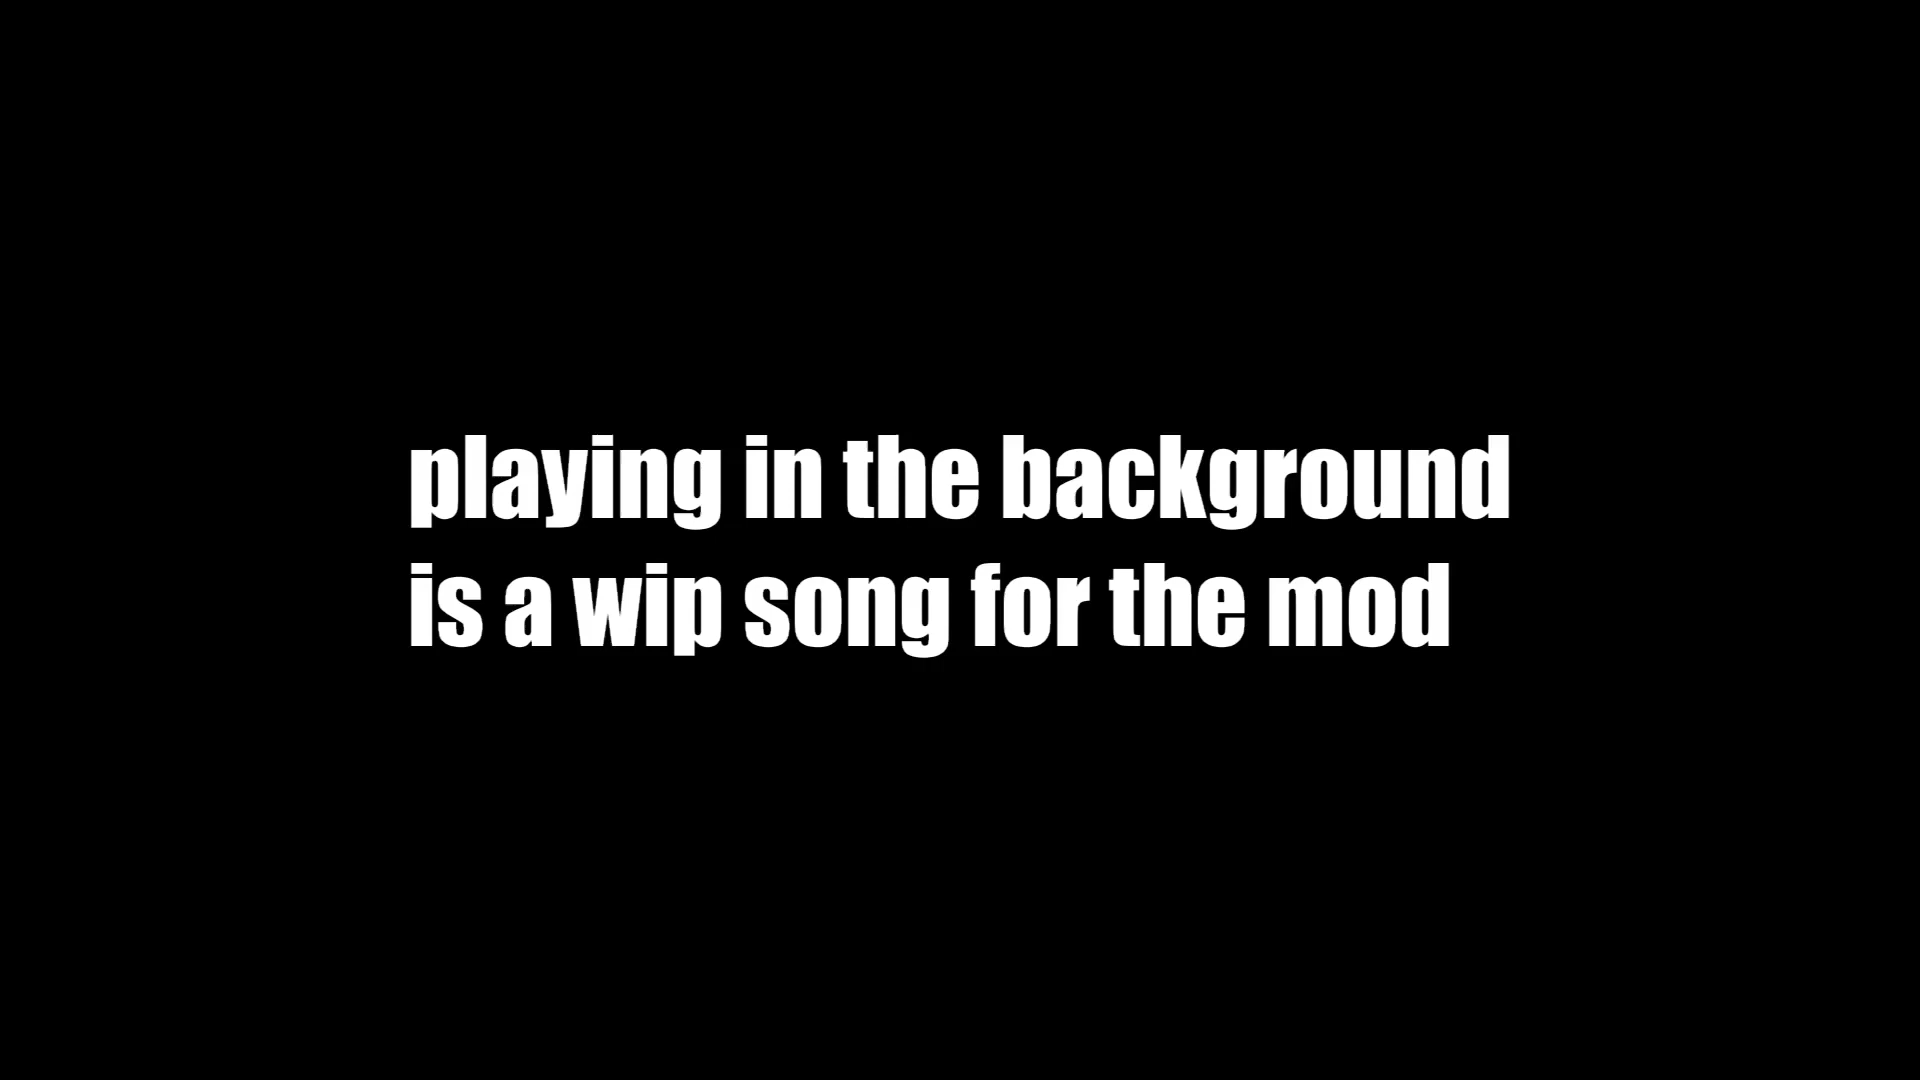 playing in the background
is a wip song for the mod